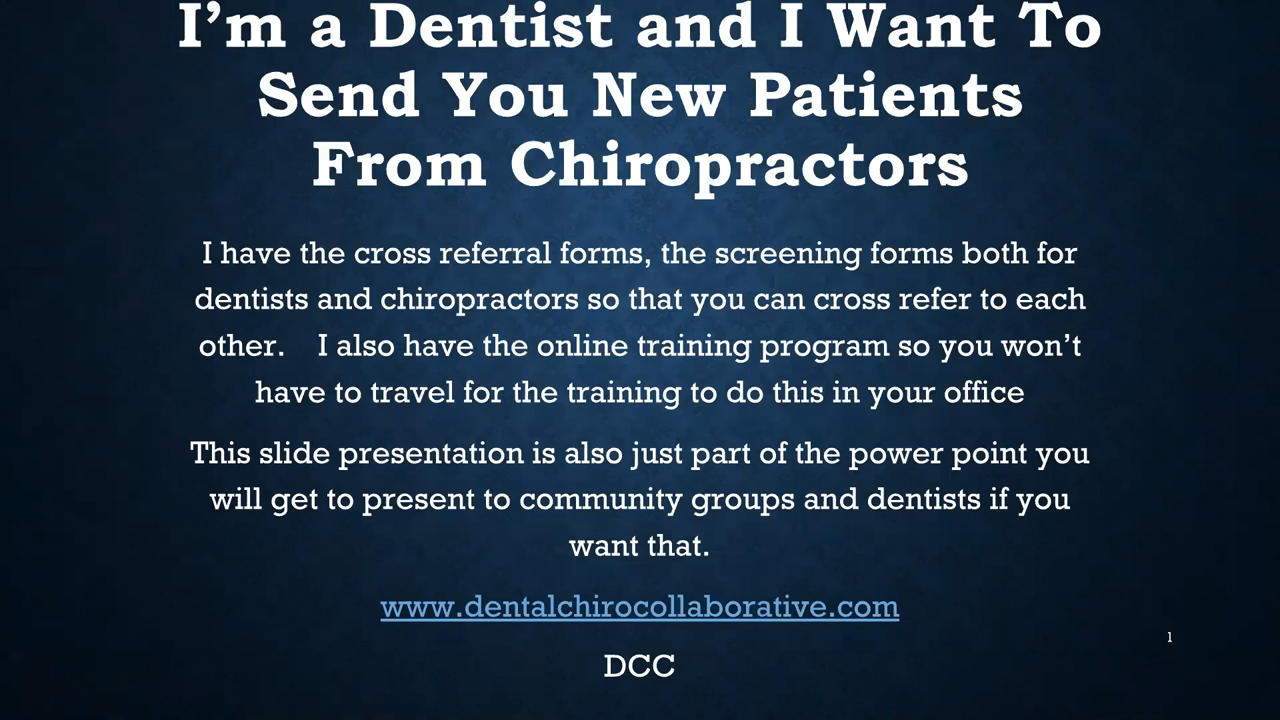 I’m a Dentist and I Want To
Send You New Patients
From Chiropractors
I have the cross referral forms, the screening forms both for
dentists and chiropractors so that you can cross refer to each
other.    I also have the online training program so you won’t
have to travel for the training to do this in your office
This slide presentation is also just part of the power point you
will get to present to community groups and dentists if you
want that.
www.dentalchirocollaborative.com
1
DCC